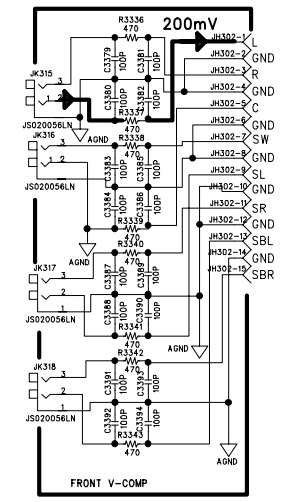 R3336
470
200mV
JH302-1 L
JH302-2 GND
JH302-3 R
JH302-4 GND
JH302-5 C
JH302-6 GND
JH302-7 SW
JH302-8 GND
JH302-9 SL
JH302-10 GND
JH302-11 SR
JH302-12 GND
JH302-13 SBL
JH302-14 GND
JH302-15 SBR
C3379 100P
C3381 100P
JK315
3
2
C3380 100P
C3382 100P
1
R3337
470
JS020056LN
AGND
JK316
R3338
470
3
2
1
C3383 100P
C3385 100P
JS020056LN
C3384 100P
C3386 100P
R3339
470
AGND
R3340
470
JK317
3
2
1
C3387 100P
C3389 100P
C3388 100P
C3390 100P
JS020056LN
R3341
470
AGND
R3342
470
JK318
3
2
1
C3391 100P
C3393 100P
C3392 100P
C3394 100P
JS020056LN
R3343
470
AGND
FRONT V-COMP